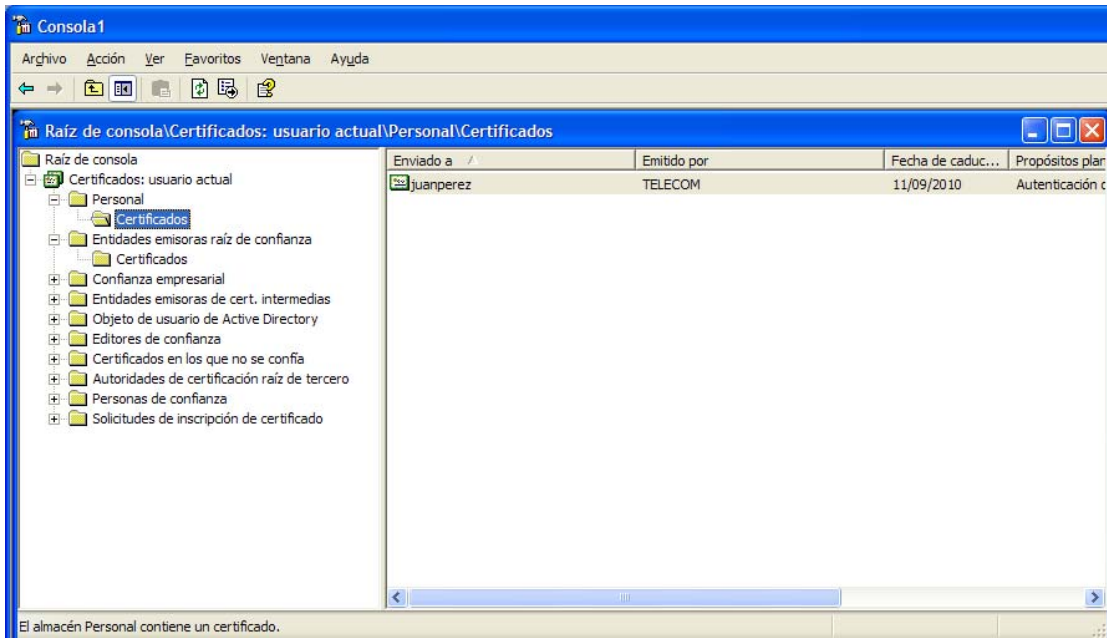 Consola1
Archivo Acción Ver Favoritos Ventana Ayuda
Raíz de consola\Certificados: usuario actual\Personal\Certificados
Raíz de consola
Certificados: usuario actual
Personal
Certificados
Entidades emisoras raíz de confianza
Certificados
Confianza empresarial
Entidades emisoras de cert. intermedias
Objeto de usuario de Active Directory
Editores de confianza
Certificados en los que no se confía
Autoridades de certificación raíz de tercero
Personas de confianza
Solicitudes de inscripción de certificado
Enviado a Emitido por Fecha de caduc... Propósitos plan
juanperez TELECOM 11/09/2010 Autenticación d
El almacén Personal contiene un certificado.